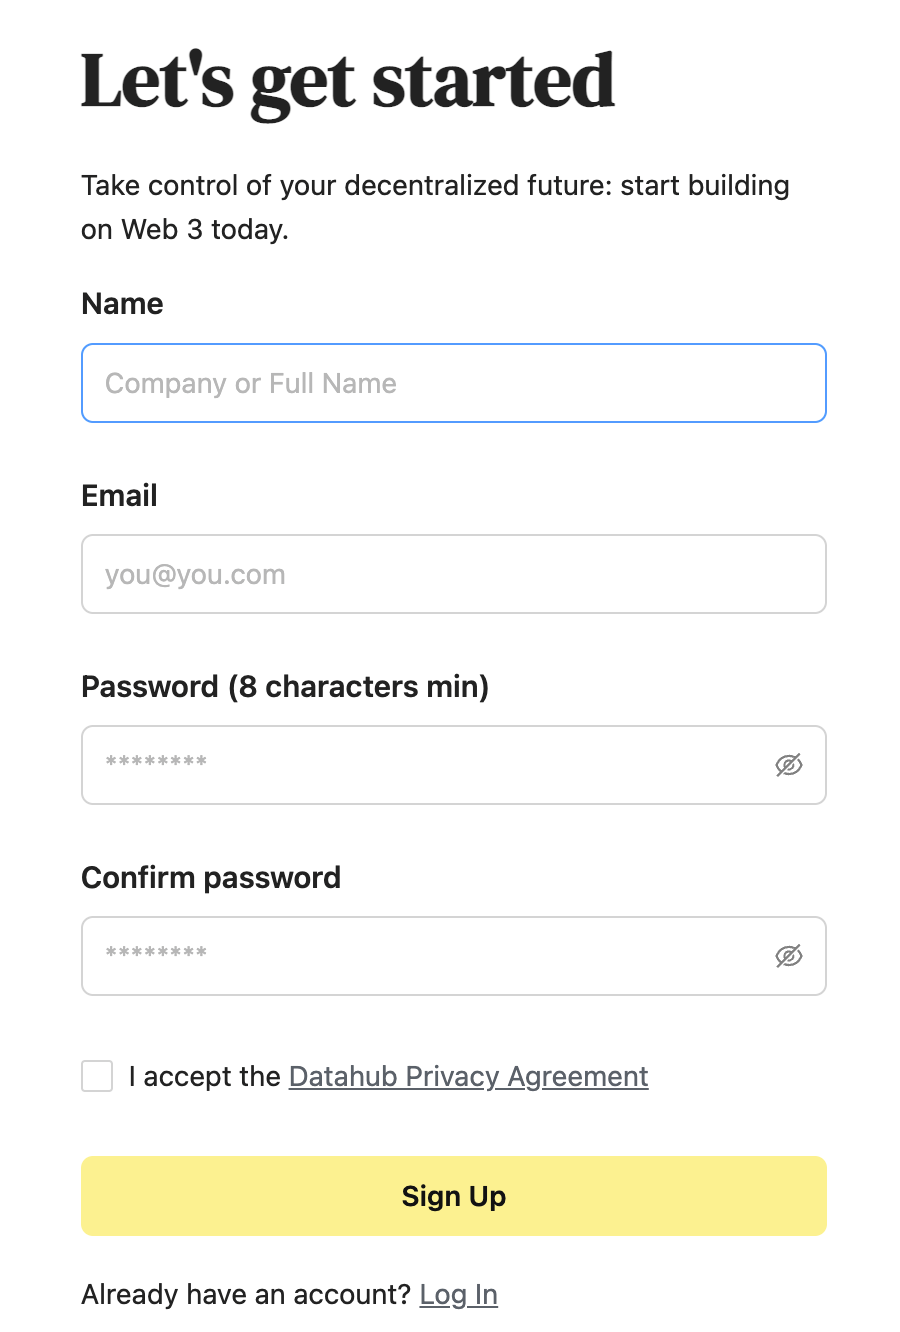 Let's get started
Take control of your decentralized future: start building
on Web 3 today.
Name
Company or Full Name
Email
you@you.com
Password (8 characters min)
********
Confirm password
********
I accept the Datahub Privacy Agreement
Sign Up
Already have an account? Log In